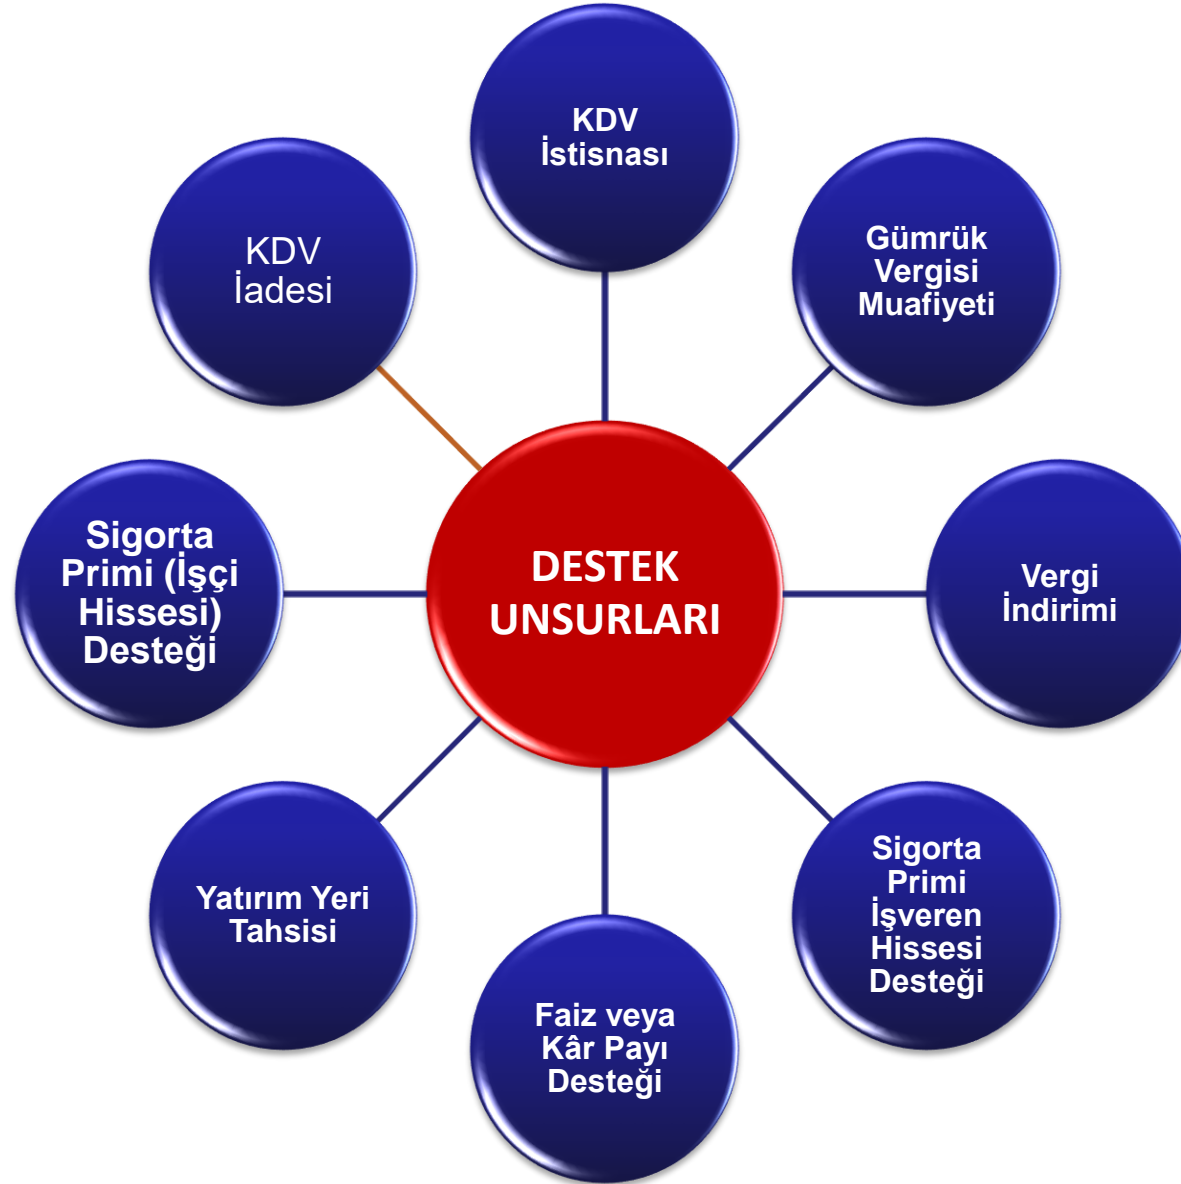 KDV
İstisnası
Gümrük
Vergisi
Muafiyeti
Vergi
İndirimi
Sigorta
Primi
İşveren
Hissesi
Desteği
Faiz veya
Kâr Payı
Desteği
Yatırım Yeri
Tahsisi
Sigorta
Primi (İşçi
Hissesi)
Desteği
KDV
İadesi
DESTEK
UNSURLARI